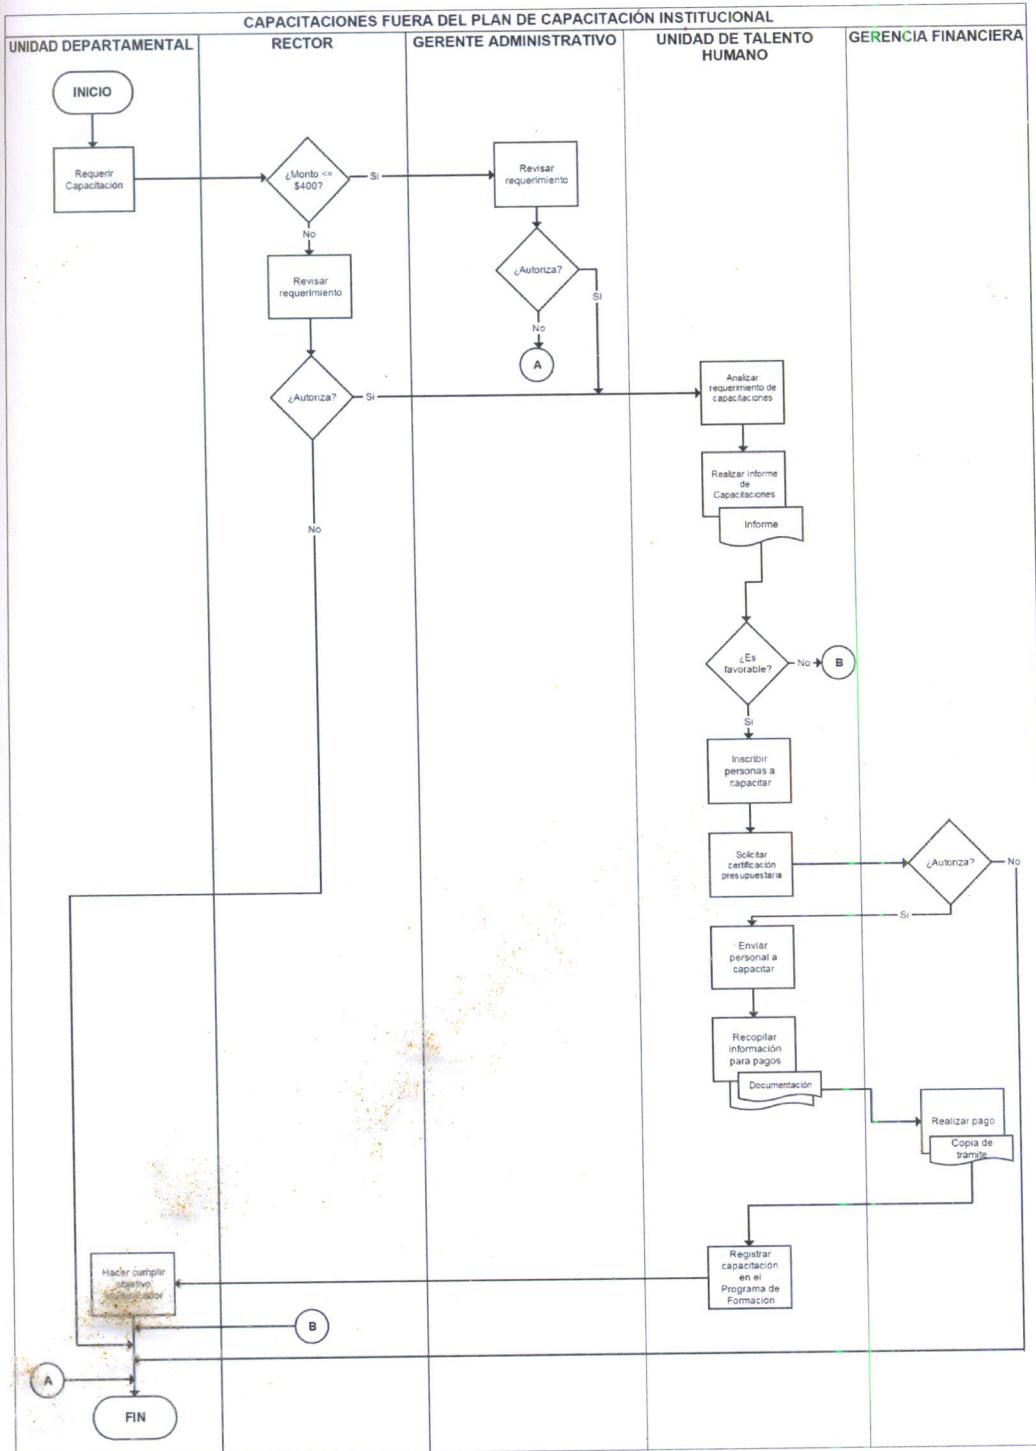 CAPACITACIONES FUERA DEL PLAN DE CAPACITACIÓN INSTITUCIONAL
UNIDAD DEPARTAMENTAL
RECTOR
GERENTE ADMINISTRATIVO
UNIDAD DE TALENTO
HUMANO
GERENCIA FINANCIERA
INICIO
Requerir
Capacitación
¿Monto <=
$400?
Si
Revisar
requerimiento
No
Revisar
requerimiento
¿Autoriza?
Si
No
A
¿Autoriza?
Si
No
Analizar
requerimiento de
capacitaciones
Realizar informe
de
Capacitaciones
Informe
¿Es
favorable?
No
B
Si
Inscribir
personas a
capacitar
Solicitar
certificación
presupuestaria
¿Autoriza?
No
Si
Enviar
personal a
capacitar
Recopilar
información
para pagos
Documentación
Realizar pago
Copia de
trámite
Registrar
capacitación
en el
Programa de
Formación
Hacer cumplir
objetivo
B
A
FIN